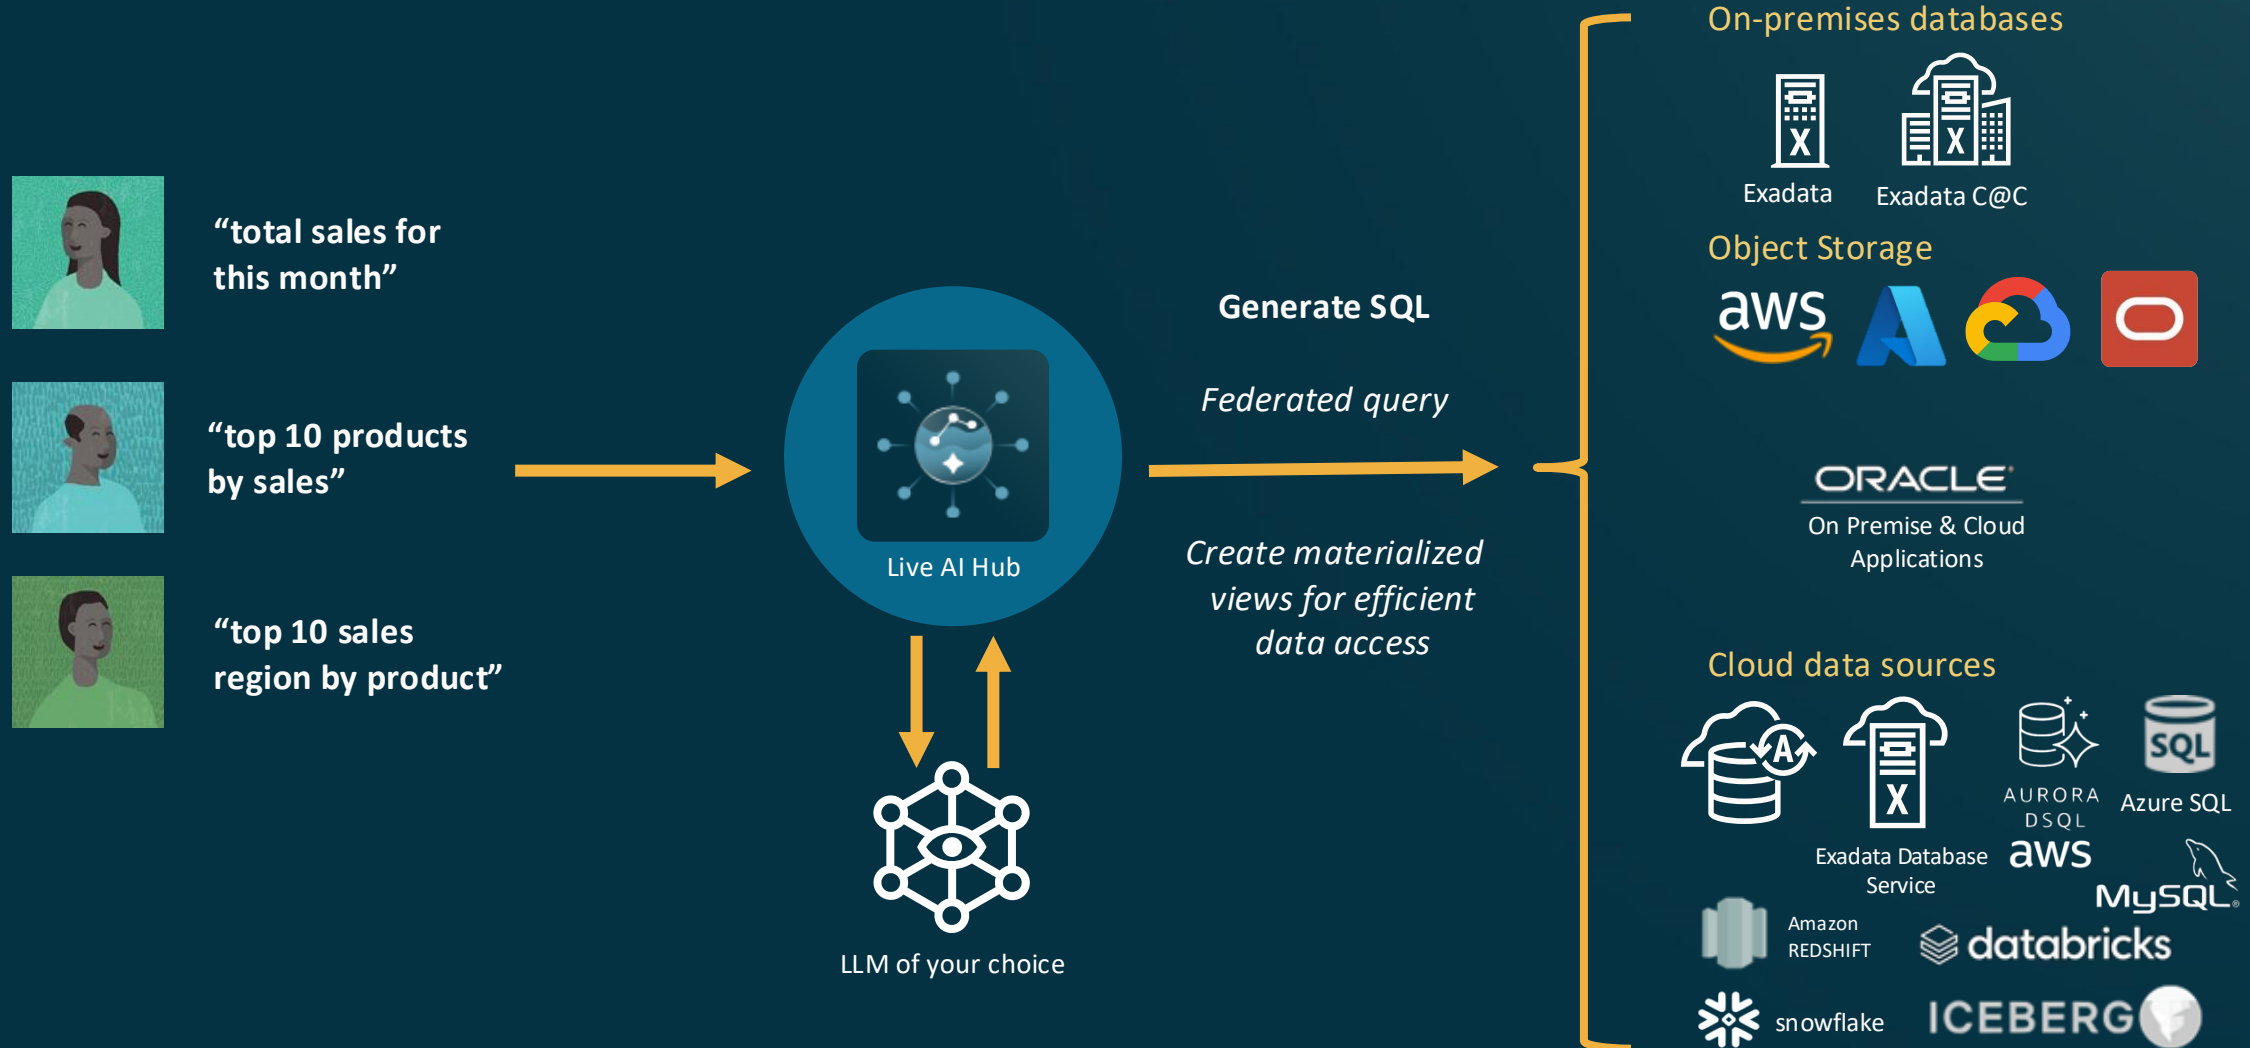 “total sales for
this month”
“top 10 products
by sales”
“top 10 sales
region by product”
Live AI Hub
LLM of your choice
Generate SQL
Federated query
Create materialized
views for efficient
data access
On-premises databases
X
X
Exadata
Exadata C@C
Object Storage
aws
ORACLE
On Premise & Cloud
Applications
Cloud data sources
A
X
SQL
AURORA
DSQL
Azure SQL
Exadata Database
Service
aws
MySQL®
Amazon
REDSHIFT
databricks
snowflake
ICEBERG